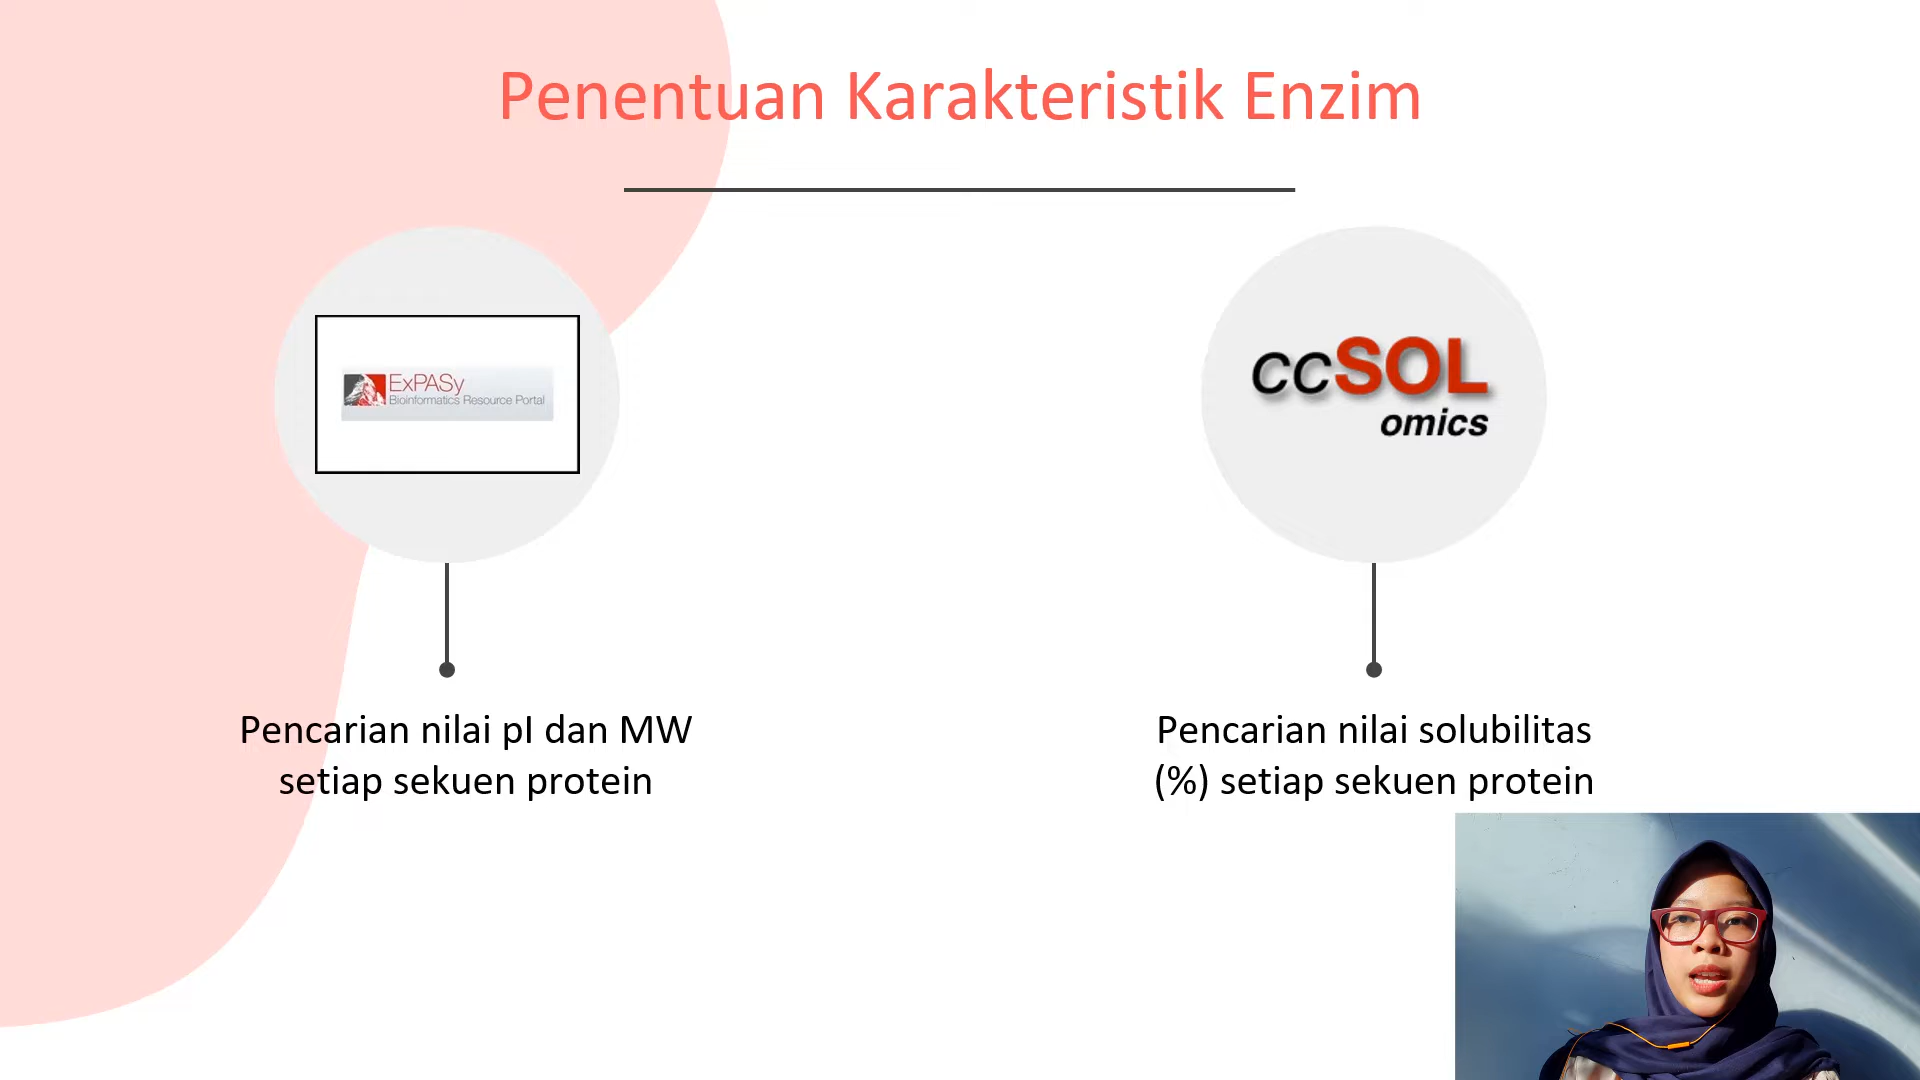 Penentuan Karakteristik Enzim
ExPASy
Bioinformatics Resource Portal
ccSOL
omics
Pencarian nilai pI dan MW
setiap sekuen protein
Pencarian nilai solubilitas
(%) setiap sekuen protein